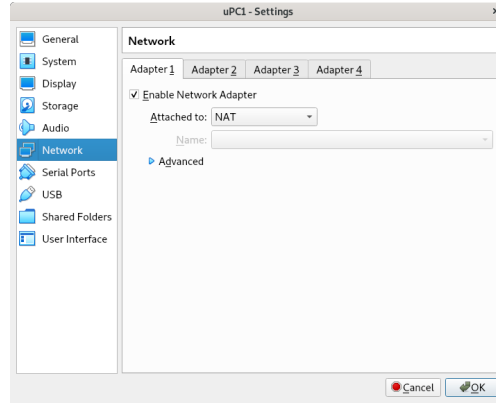 uPC1 - Settings
General
System
Display
Storage
Audio
Network
Serial Ports
USB
Shared Folders
User Interface
Network
Adapter 1 Adapter 2 Adapter 3 Adapter 4
Enable Network Adapter
Attached to: NAT
Name:
Advanced
Cancel OK